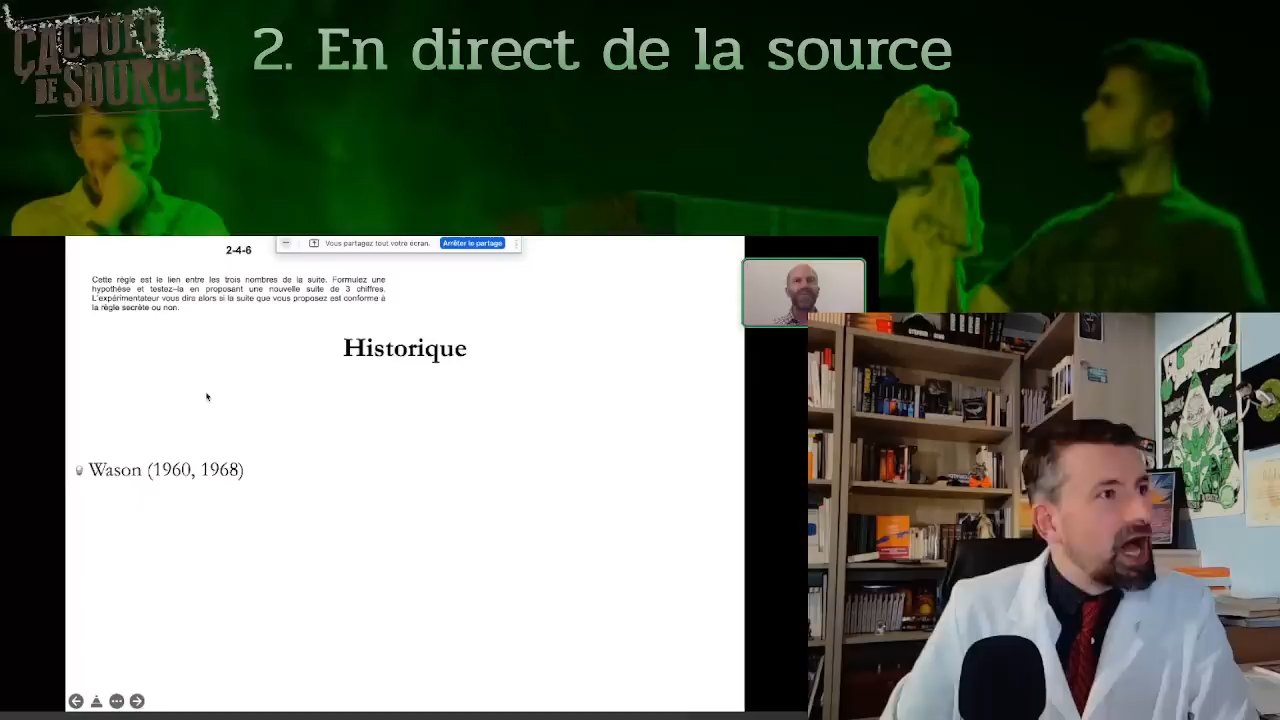 ÇA COULE
DE SOURCE
2. En direct de la source
2-4-6
Vous partagez tout votre écran.
Arrêter le partage
Cette règle est le lien entre les trois nombres de la suite. Formulez une
hypothèse et testez-la en proposant une nouvelle suite de 3 chiffres.
L'expérimentateur vous dire alors si la suite que vous proposez est conforme à
la règle secrète ou non.
Historique
Wason (1960, 1968)